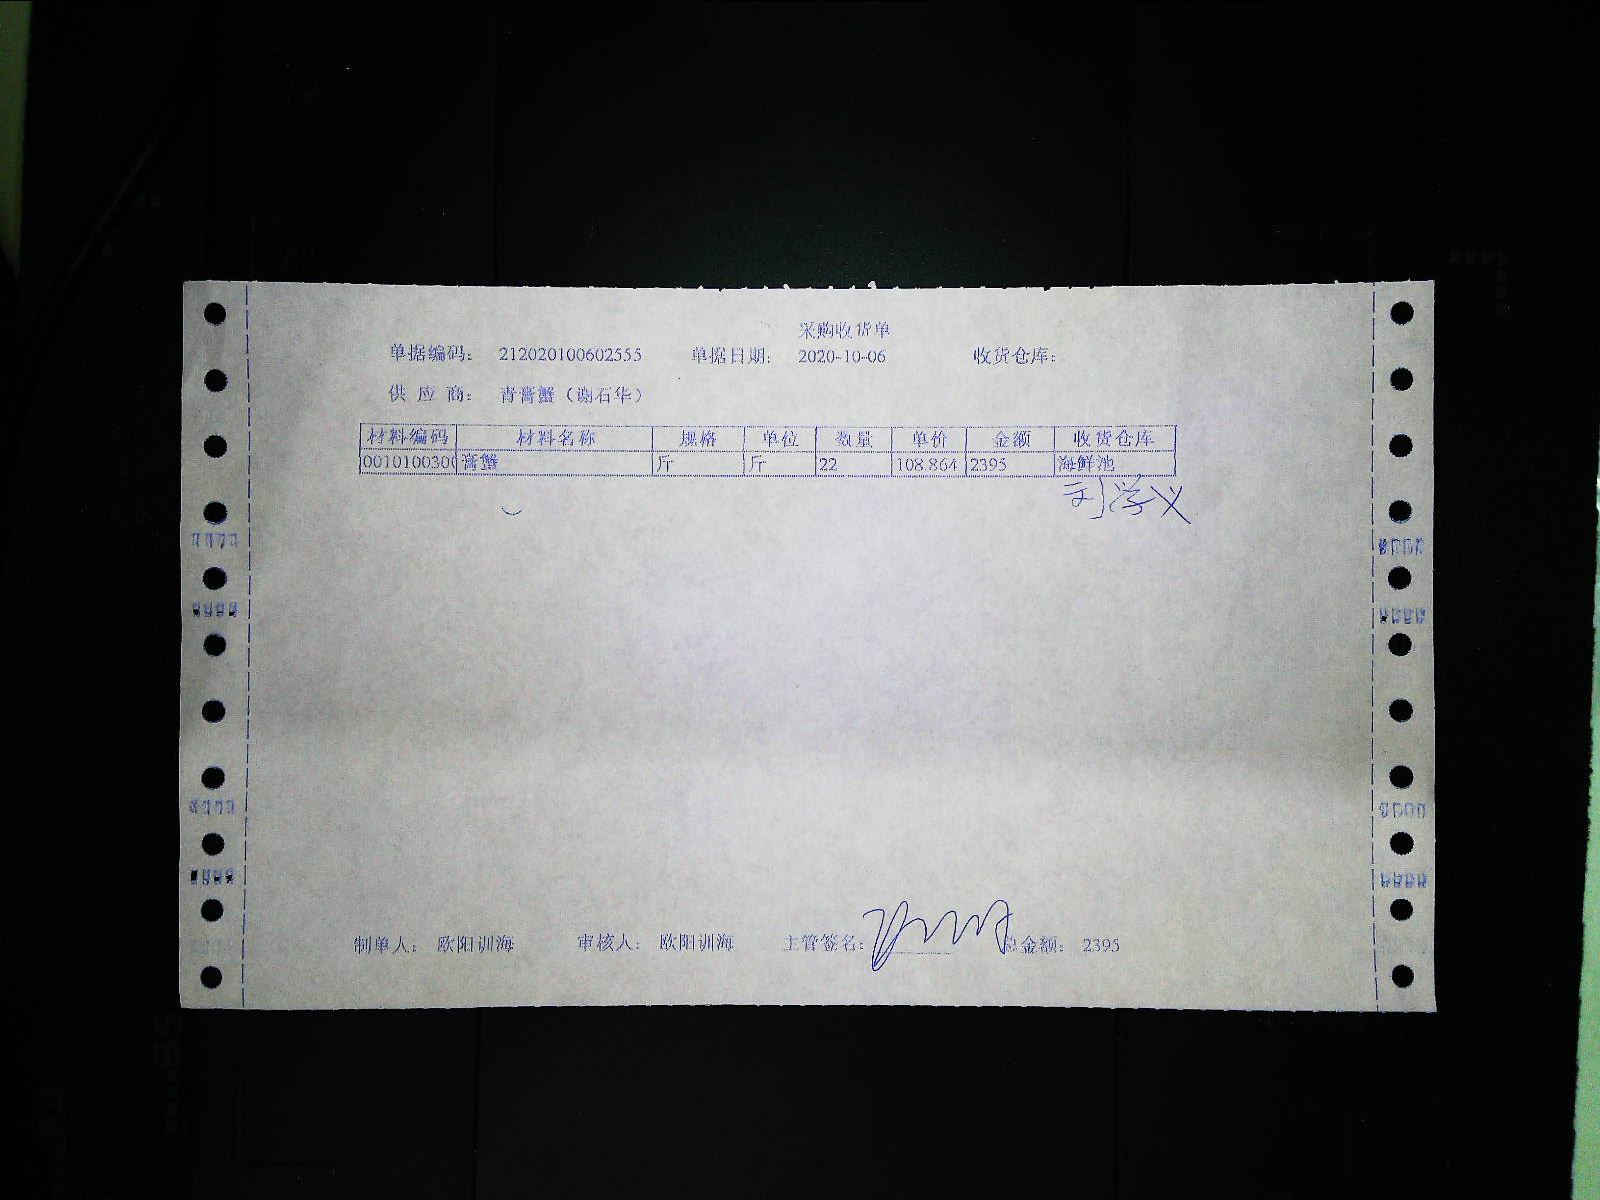 采购收货单
单据编码： 212020100602555 单据日期： 2020-10-06 收货仓库：
供 应 商： 青膏蟹（谢石华）
材料编码 材料名称 规格 单位 数量 单价 金额 收货仓库
0010100300 膏蟹 斤 斤 22 108.864 2395 海鲜池
刘学义
制单人： 欧阳训海 审核人： 欧阳训海 主管签名： 总金额： 2395